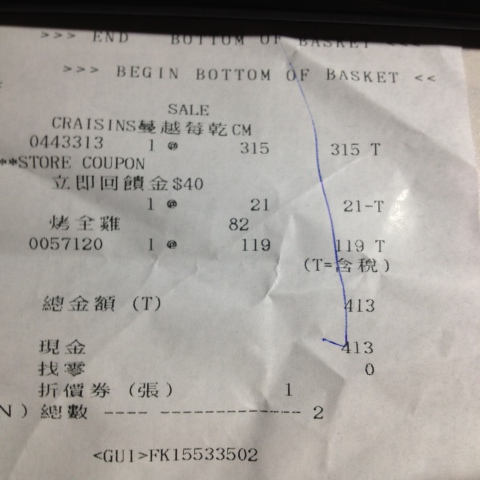 >>> END BOTTOM OF BASKET <<<
>>> BEGIN BOTTOM OF BASKET <<
SALE
CRAISINS蔓越莓乾CM
0443313 1 @ 315 315 T
**STORE COUPON
立即回饋金$40
1 @ 21 21-T
烤全雞 82
0057120 1 @ 119 119 T
(T=含稅)
總金額 (T) 413
現金 413
找零 0
折價券 (張) 1
N)總數 ---- -------------- 2
<GUI>FK15533502